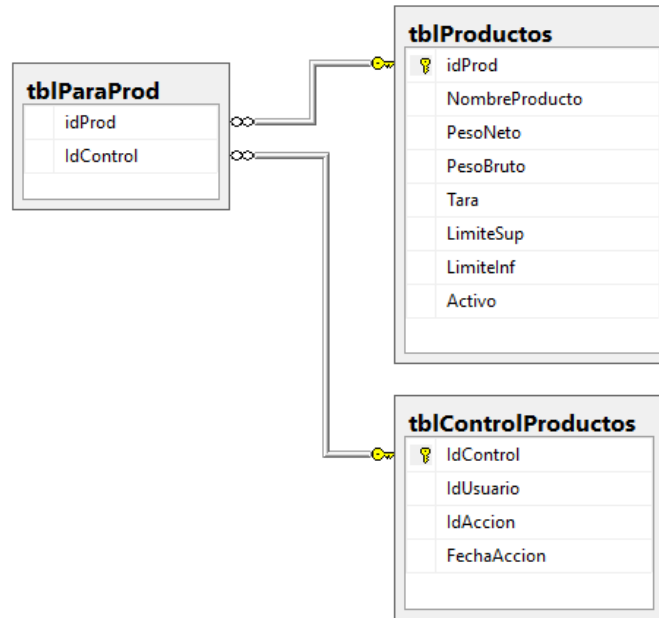 tblParaProd
idProd
IdControl
tblProductos
idProd
NombreProducto
PesoNeto
PesoBruto
Tara
LimiteSup
LimiteInf
Activo
tblControlProductos
IdControl
IdUsuario
IdAccion
FechaAccion